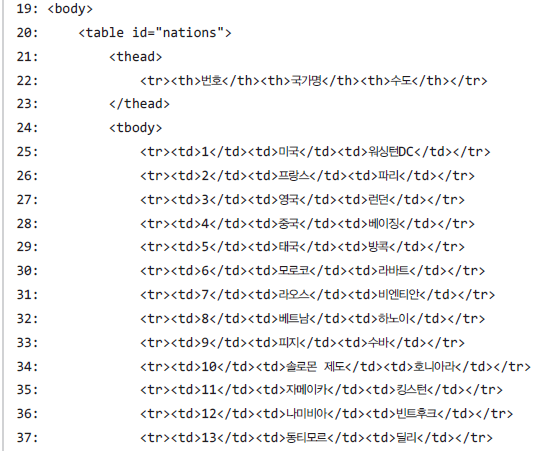 19: <body>
20:     <table id="nations">
21:         <thead>
22:             <tr><th>번호</th><th>국가명</th><th>수도</th></tr>
23:         </thead>
24:         <tbody>
25:             <tr><td>1</td><td>미국</td><td>워싱턴DC</td></tr>
26:             <tr><td>2</td><td>프랑스</td><td>파리</td></tr>
27:             <tr><td>3</td><td>영국</td><td>런던</td></tr>
28:             <tr><td>4</td><td>중국</td><td>베이징</td></tr>
29:             <tr><td>5</td><td>태국</td><td>방콕</td></tr>
30:             <tr><td>6</td><td>모로코</td><td>라바트</td></tr>
31:             <tr><td>7</td><td>라오스</td><td>비엔티안</td></tr>
32:             <tr><td>8</td><td>베트남</td><td>하노이</td></tr>
33:             <tr><td>9</td><td>피지</td><td>수바</td></tr>
34:             <tr><td>10</td><td>솔로몬 제도</td><td>호니아라</td></tr>
35:             <tr><td>11</td><td>자메이카</td><td>킹스턴</td></tr>
36:             <tr><td>12</td><td>나미비아</td><td>빈트후크</td></tr>
37:             <tr><td>13</td><td>동티모르</td><td>딜리</td></tr>